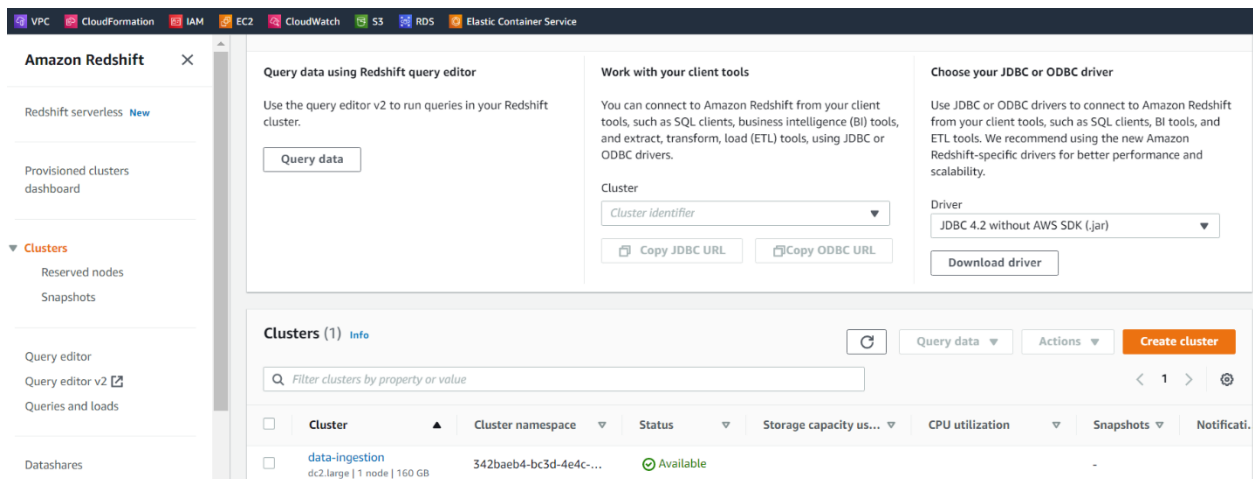 VPC CloudFormation IAM EC2 CloudWatch S3 RDS Elastic Container Service
Amazon Redshift
Redshift serverless New
Provisioned clusters
dashboard
Clusters
Reserved nodes
Snapshots
Query editor
Query editor v2
Queries and loads
Datashares
Query data using Redshift query editor
Use the query editor v2 to run queries in your Redshift
cluster.
Query data
Work with your client tools
You can connect to Amazon Redshift from your client
tools, such as SQL clients, business intelligence (BI) tools,
and extract, transform, load (ETL) tools, using JDBC or
ODBC drivers.
Cluster
Cluster identifier
Copy JDBC URL Copy ODBC URL
Choose your JDBC or ODBC driver
Use JDBC or ODBC drivers to connect to Amazon Redshift
from your client tools, such as SQL clients, BI tools, and
ETL tools. We recommend using the new Amazon
Redshift-specific drivers for better performance and
scalability.
Driver
JDBC 4.2 without AWS SDK (.jar)
Download driver
Clusters (1) Info
Query data Actions Create cluster
Filter clusters by property or value
1
Cluster Cluster namespace Status Storage capacity us... CPU utilization Snapshots Notificati.
data-ingestion 342baeb4-bc3d-4e4c-... Available -
dc2.large | 1 node | 160 GB